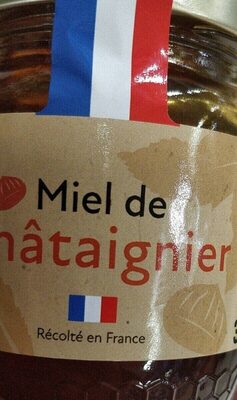 Miel de
hâtaignier
Récolté en France